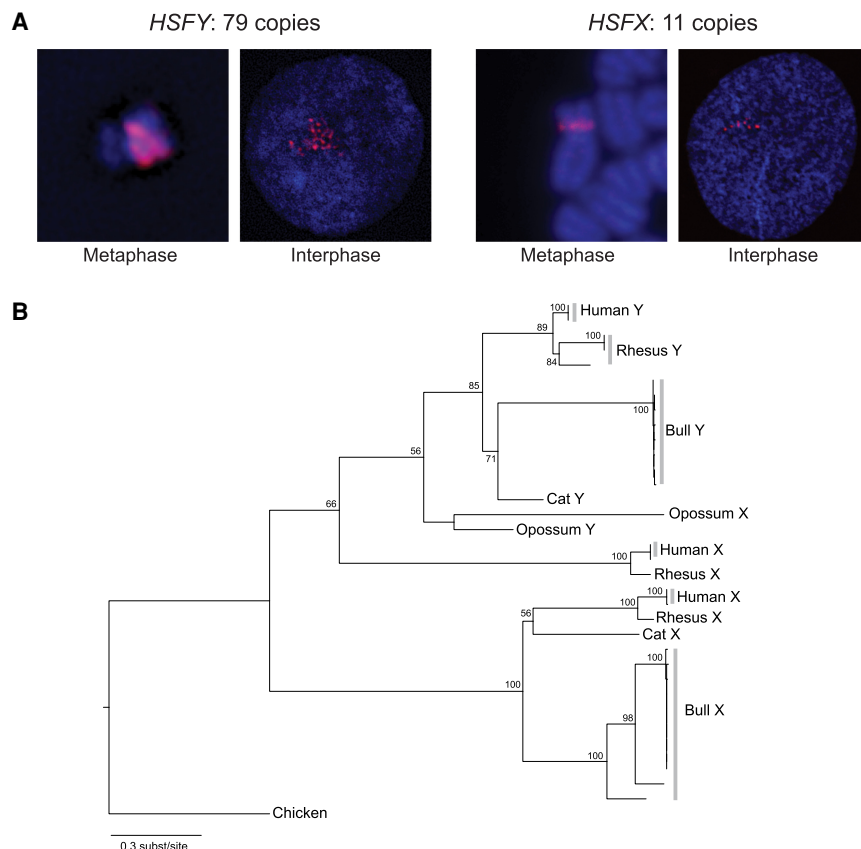 A
HSFY: 79 copies
HSFX: 11 copies
Metaphase
Interphase
Metaphase
Interphase
B
100
Human Y
89
100
Rhesus Y
84
85
100
Bull Y
71
Cat Y
56
Opossum X
Opossum Y
66
Human X
100
Rhesus X
100
Human X
100
Rhesus X
56
Cat X
100
100
Bull X
98
100
Chicken
0.3 subst/site